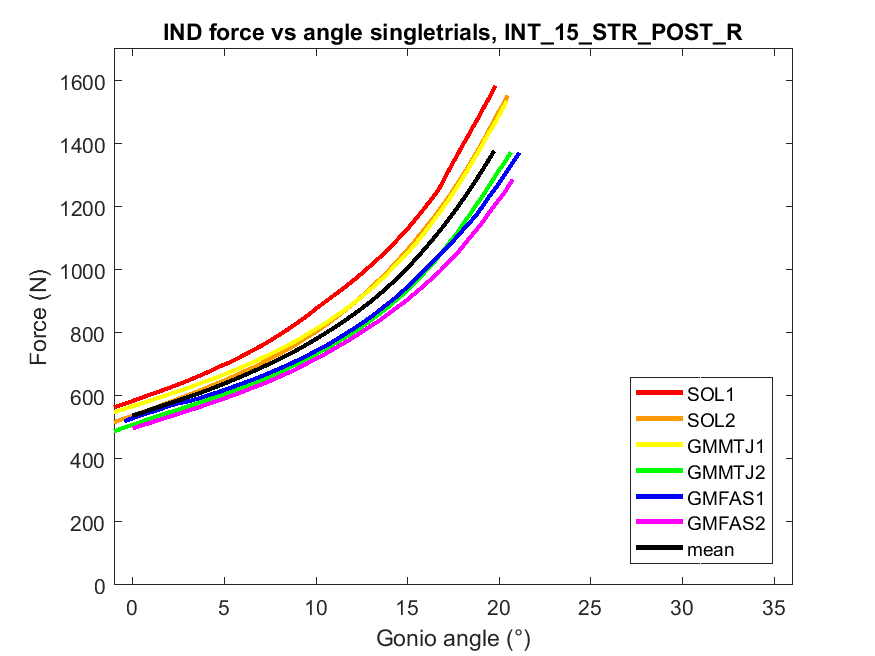 IND force vs angle singletrials, INT_15_STR_POST_R
1600
1400
1200
1000
800
600
400
200
0
Force (N)
0 5 10 15 20 25 30 35
Gonio angle (°)
SOL1
SOL2
GMMTJ1
GMMTJ2
GMFAS1
GMFAS2
mean